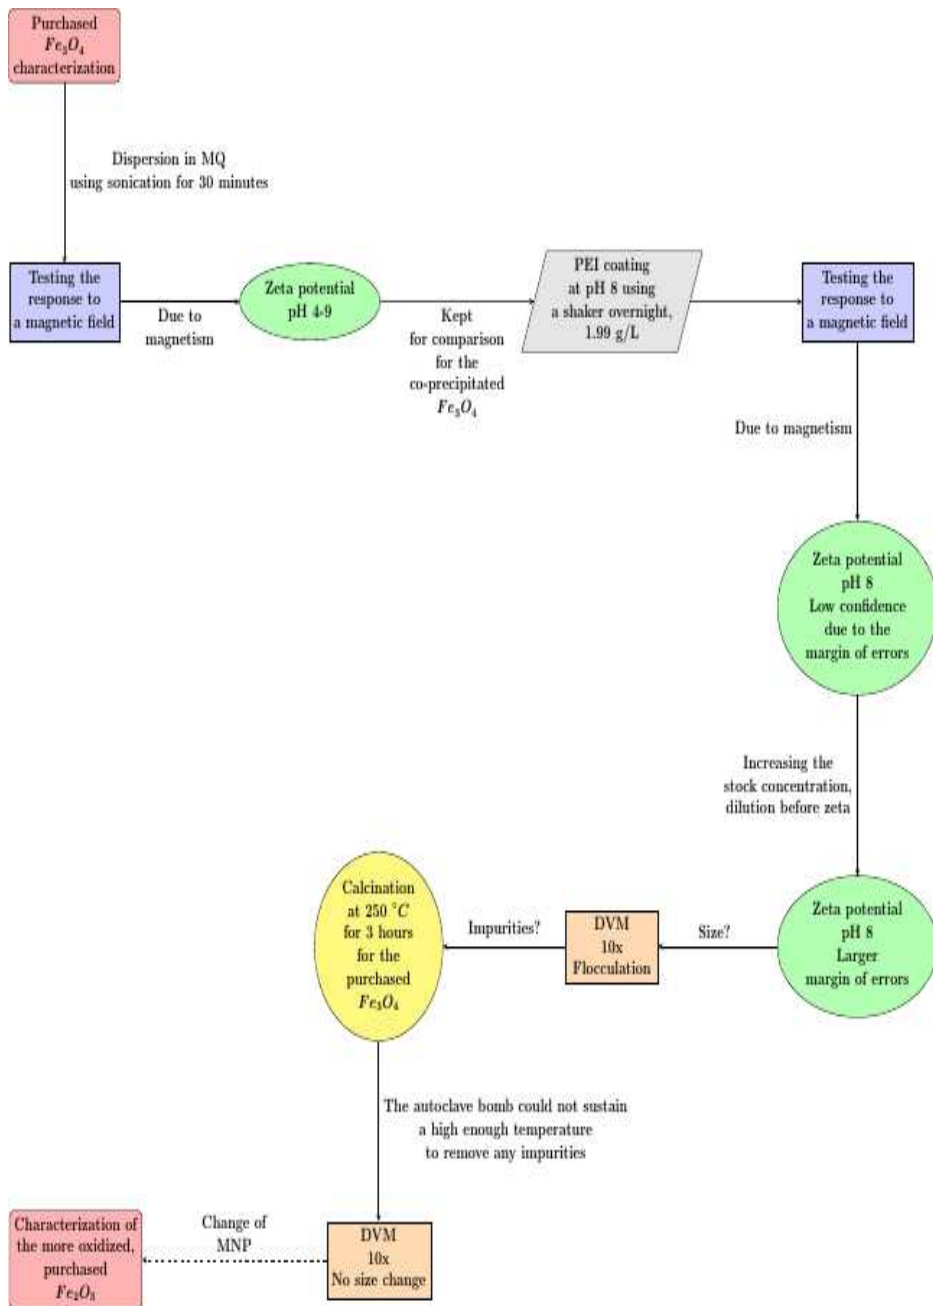 Purchased
Fe₃O₄
characterization
Dispersion in MQ
using sonication for 30 minutes
Testing the
response to
a magnetic field
Due to
magnetism
Zeta potential
pH 4-9
Kept
for comparison
for the
co-precipitated
Fe₃O₄
PEI coating
at pH 8 using
a shaker overnight,
1.99 g/L
Testing the
response to
a magnetic field
Due to magnetism
Zeta potential
pH 8
Low confidence
due to the
margin of errors
Increasing the
stock concentration,
dilution before zeta
Zeta potential
pH 8
Larger
margin of errors
Size?
DVM
10x
Flocculation
Impurities?
Calcination
at 250 °C
for 3 hours
for the
purchased
Fe₃O₄
The autoclave bomb could not sustain
a high enough temperature
to remove any impurities
DVM
10x
No size change
Change of
MNP
Characterization of
the more oxidized,
purchased
Fe₂O₃